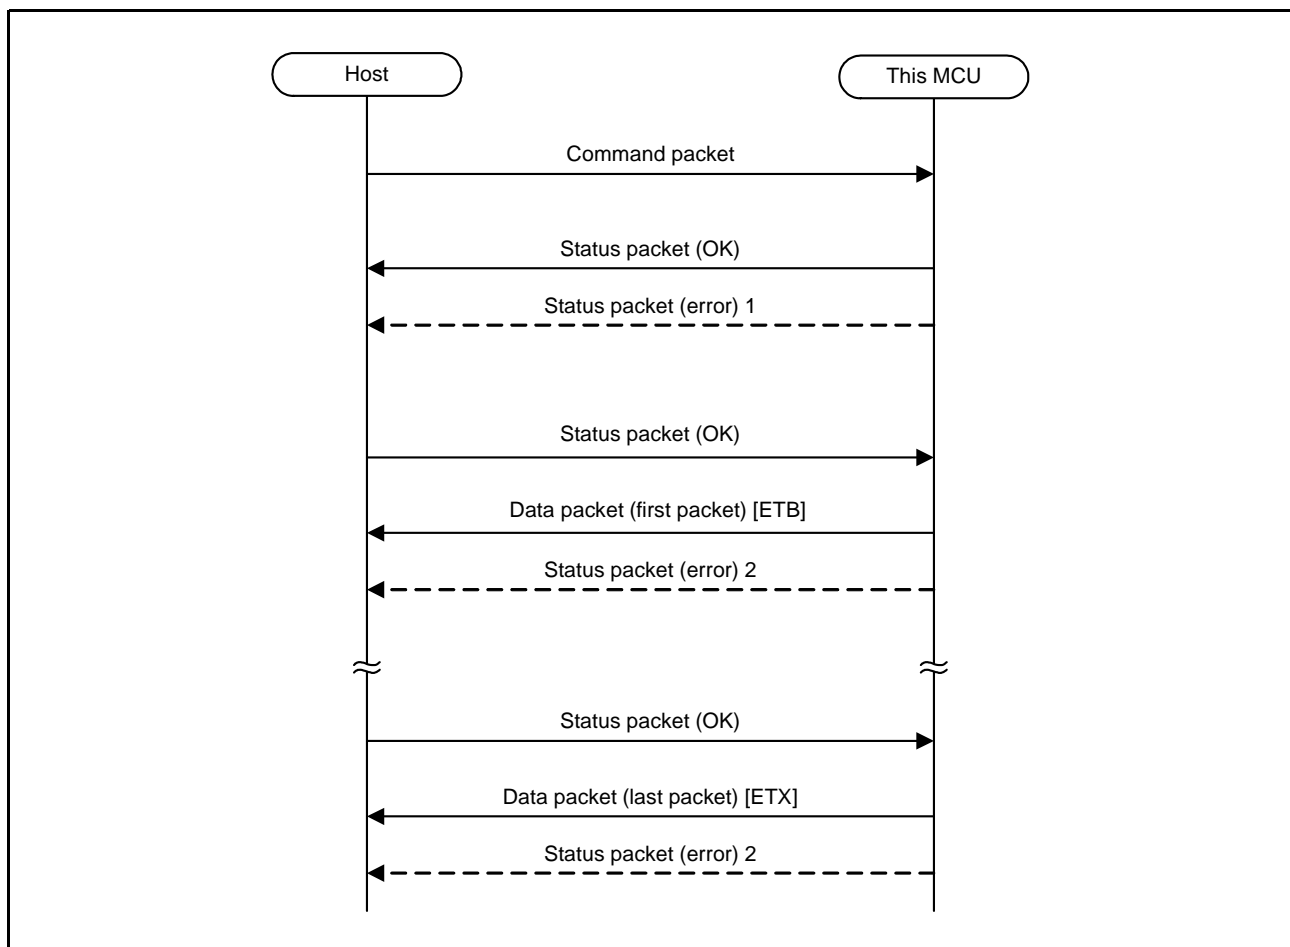 Host
This MCU
Command packet
Status packet (OK)
Status packet (error) 1
Status packet (OK)
Data packet (first packet) [ETB]
Status packet (error) 2
Status packet (OK)
Data packet (last packet) [ETX]
Status packet (error) 2